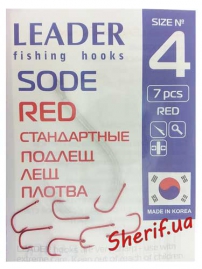 LEADER
fishing hooks
SODE
RED
СТАНДАРТНЫЕ
ПОДЛЕЩ
ЛЕЩ
ПЛОТВА
SIZE №
4
7 pcs
RED
MADE IN KOREA
Sherif.ua